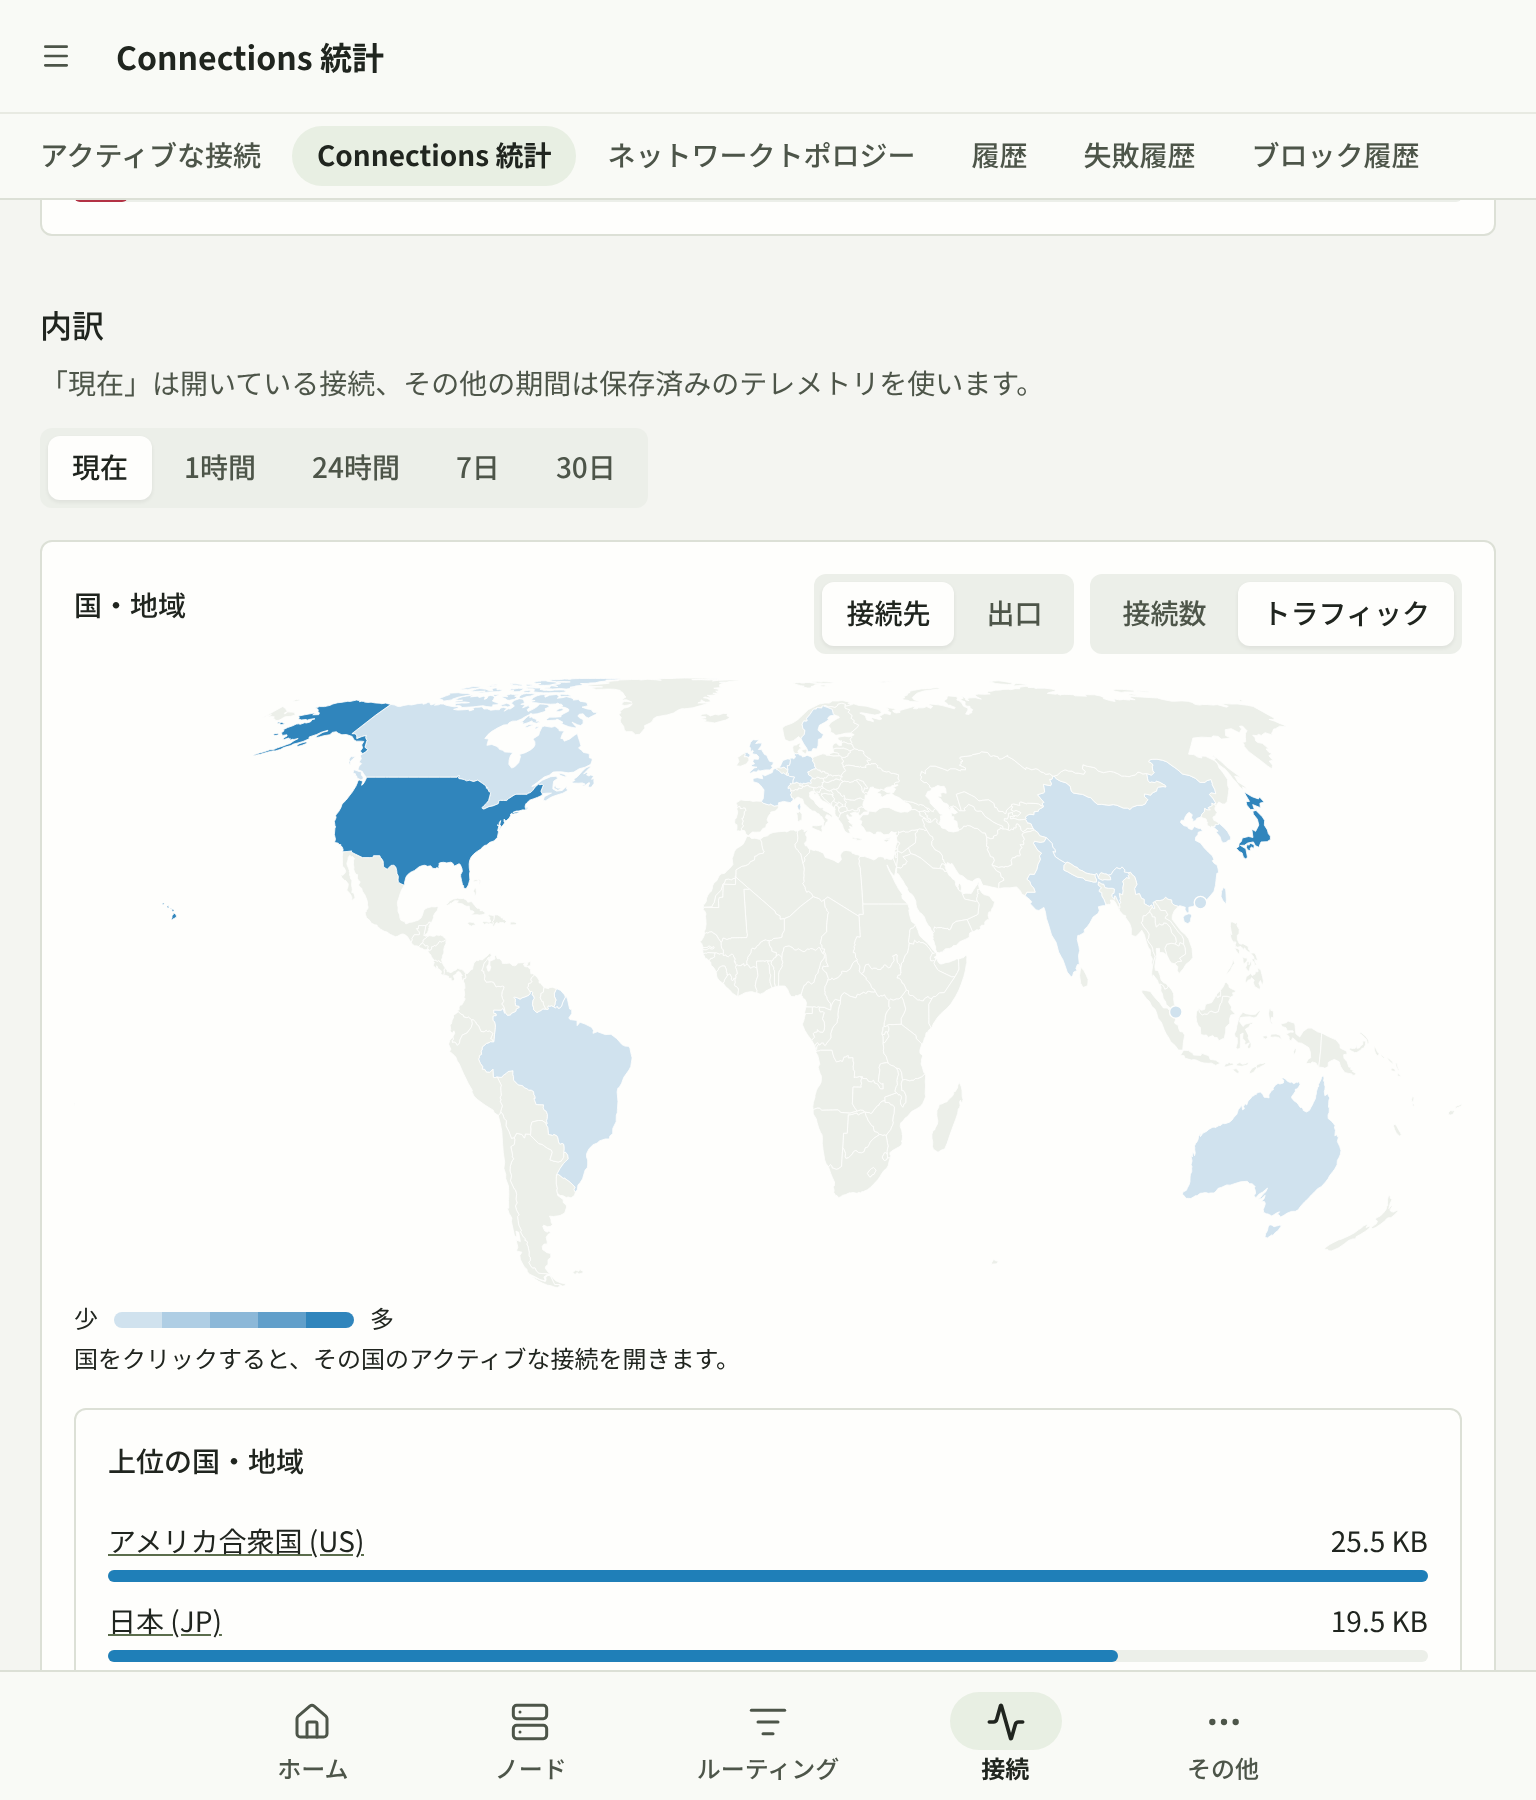 Connections 統計
アクティブな接続 Connections 統計 ネットワークトポロジー 履歴 失敗履歴 ブロック履歴
内訳
「現在」は開いている接続、その他の期間は保存済みのテレメトリを使います。
現在 1時間 24時間 7日 30日
国・地域 接続先 出口 接続数 トラフィック
少 多
国をクリックすると、その国のアクティブな接続を開きます。
上位の国・地域
アメリカ合衆国 (US) 25.5 KB
日本 (JP) 19.5 KB
ホーム ノード ルーティング 接続 その他